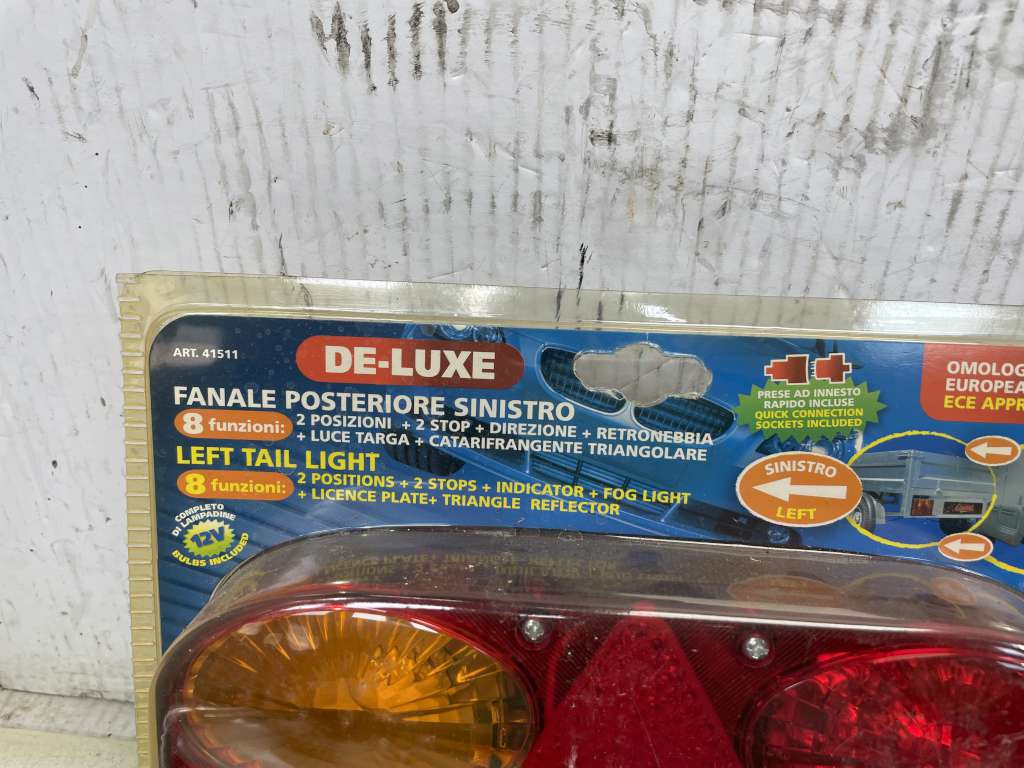 ART. 41511
DE-LUXE
FANALE POSTERIORE SINISTRO
8 funzioni:
2 POSIZIONI + 2 STOP + DIREZIONE + RETRONEBBIA
+ LUCE TARGA + CATARIFRANGENTE TRIANGOLARE
LEFT TAIL LIGHT
8 funzioni:
2 POSITIONS + 2 STOPS + INDICATOR + FOG LIGHT
+ LICENCE PLATE+ TRIANGLE REFLECTOR
COMPLETO
DI LAMPADINE
12V
BULBS INCLUDED
PRESE AD INNESTO
RAPIDO INCLUSE
QUICK CONNECTION
SOCKETS INCLUDED
SINISTRO
LEFT
OMOLOG
EUROPEA
ECE APPR